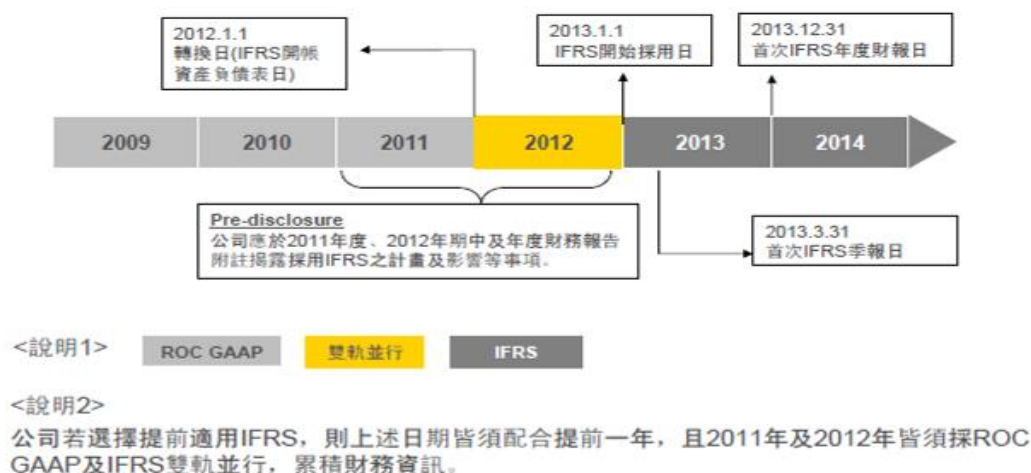 2012.1.1
轉換日(IFRS開帳
資產負債表日)
2013.1.1
IFRS開始採用日
2013.12.31
首次IFRS年度財報日
2009
2010
2011
2012
2013
2014
Pre-disclosure
公司應於2011年度、2012年期中及年度財務報告
附註揭露採用IFRS之計畫及影響等事項。
2013.3.31
首次IFRS季報日
<說明1>
ROC GAAP
雙軌並行
IFRS
<說明2>
公司若選擇提前適用IFRS，則上述日期皆須配合提前一年，且2011年及2012年皆須採ROC
GAAP及IFRS雙軌並行，累積財務資訊。